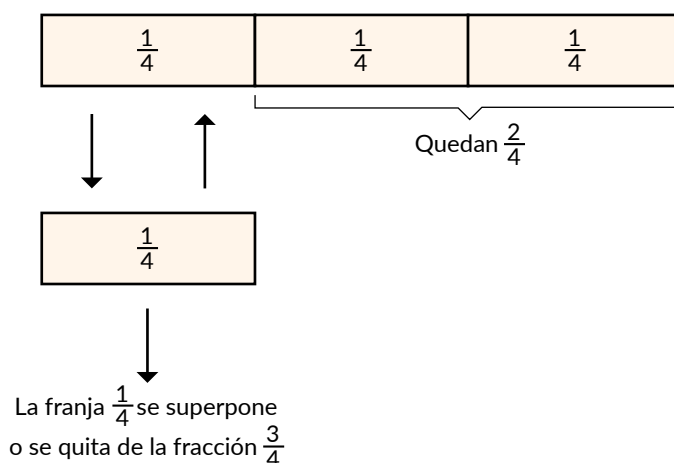 1/4 1/4 1/4
Quedan 2/4
1/4
La franja 1/4 se superpone
o se quita de la fracción 3/4